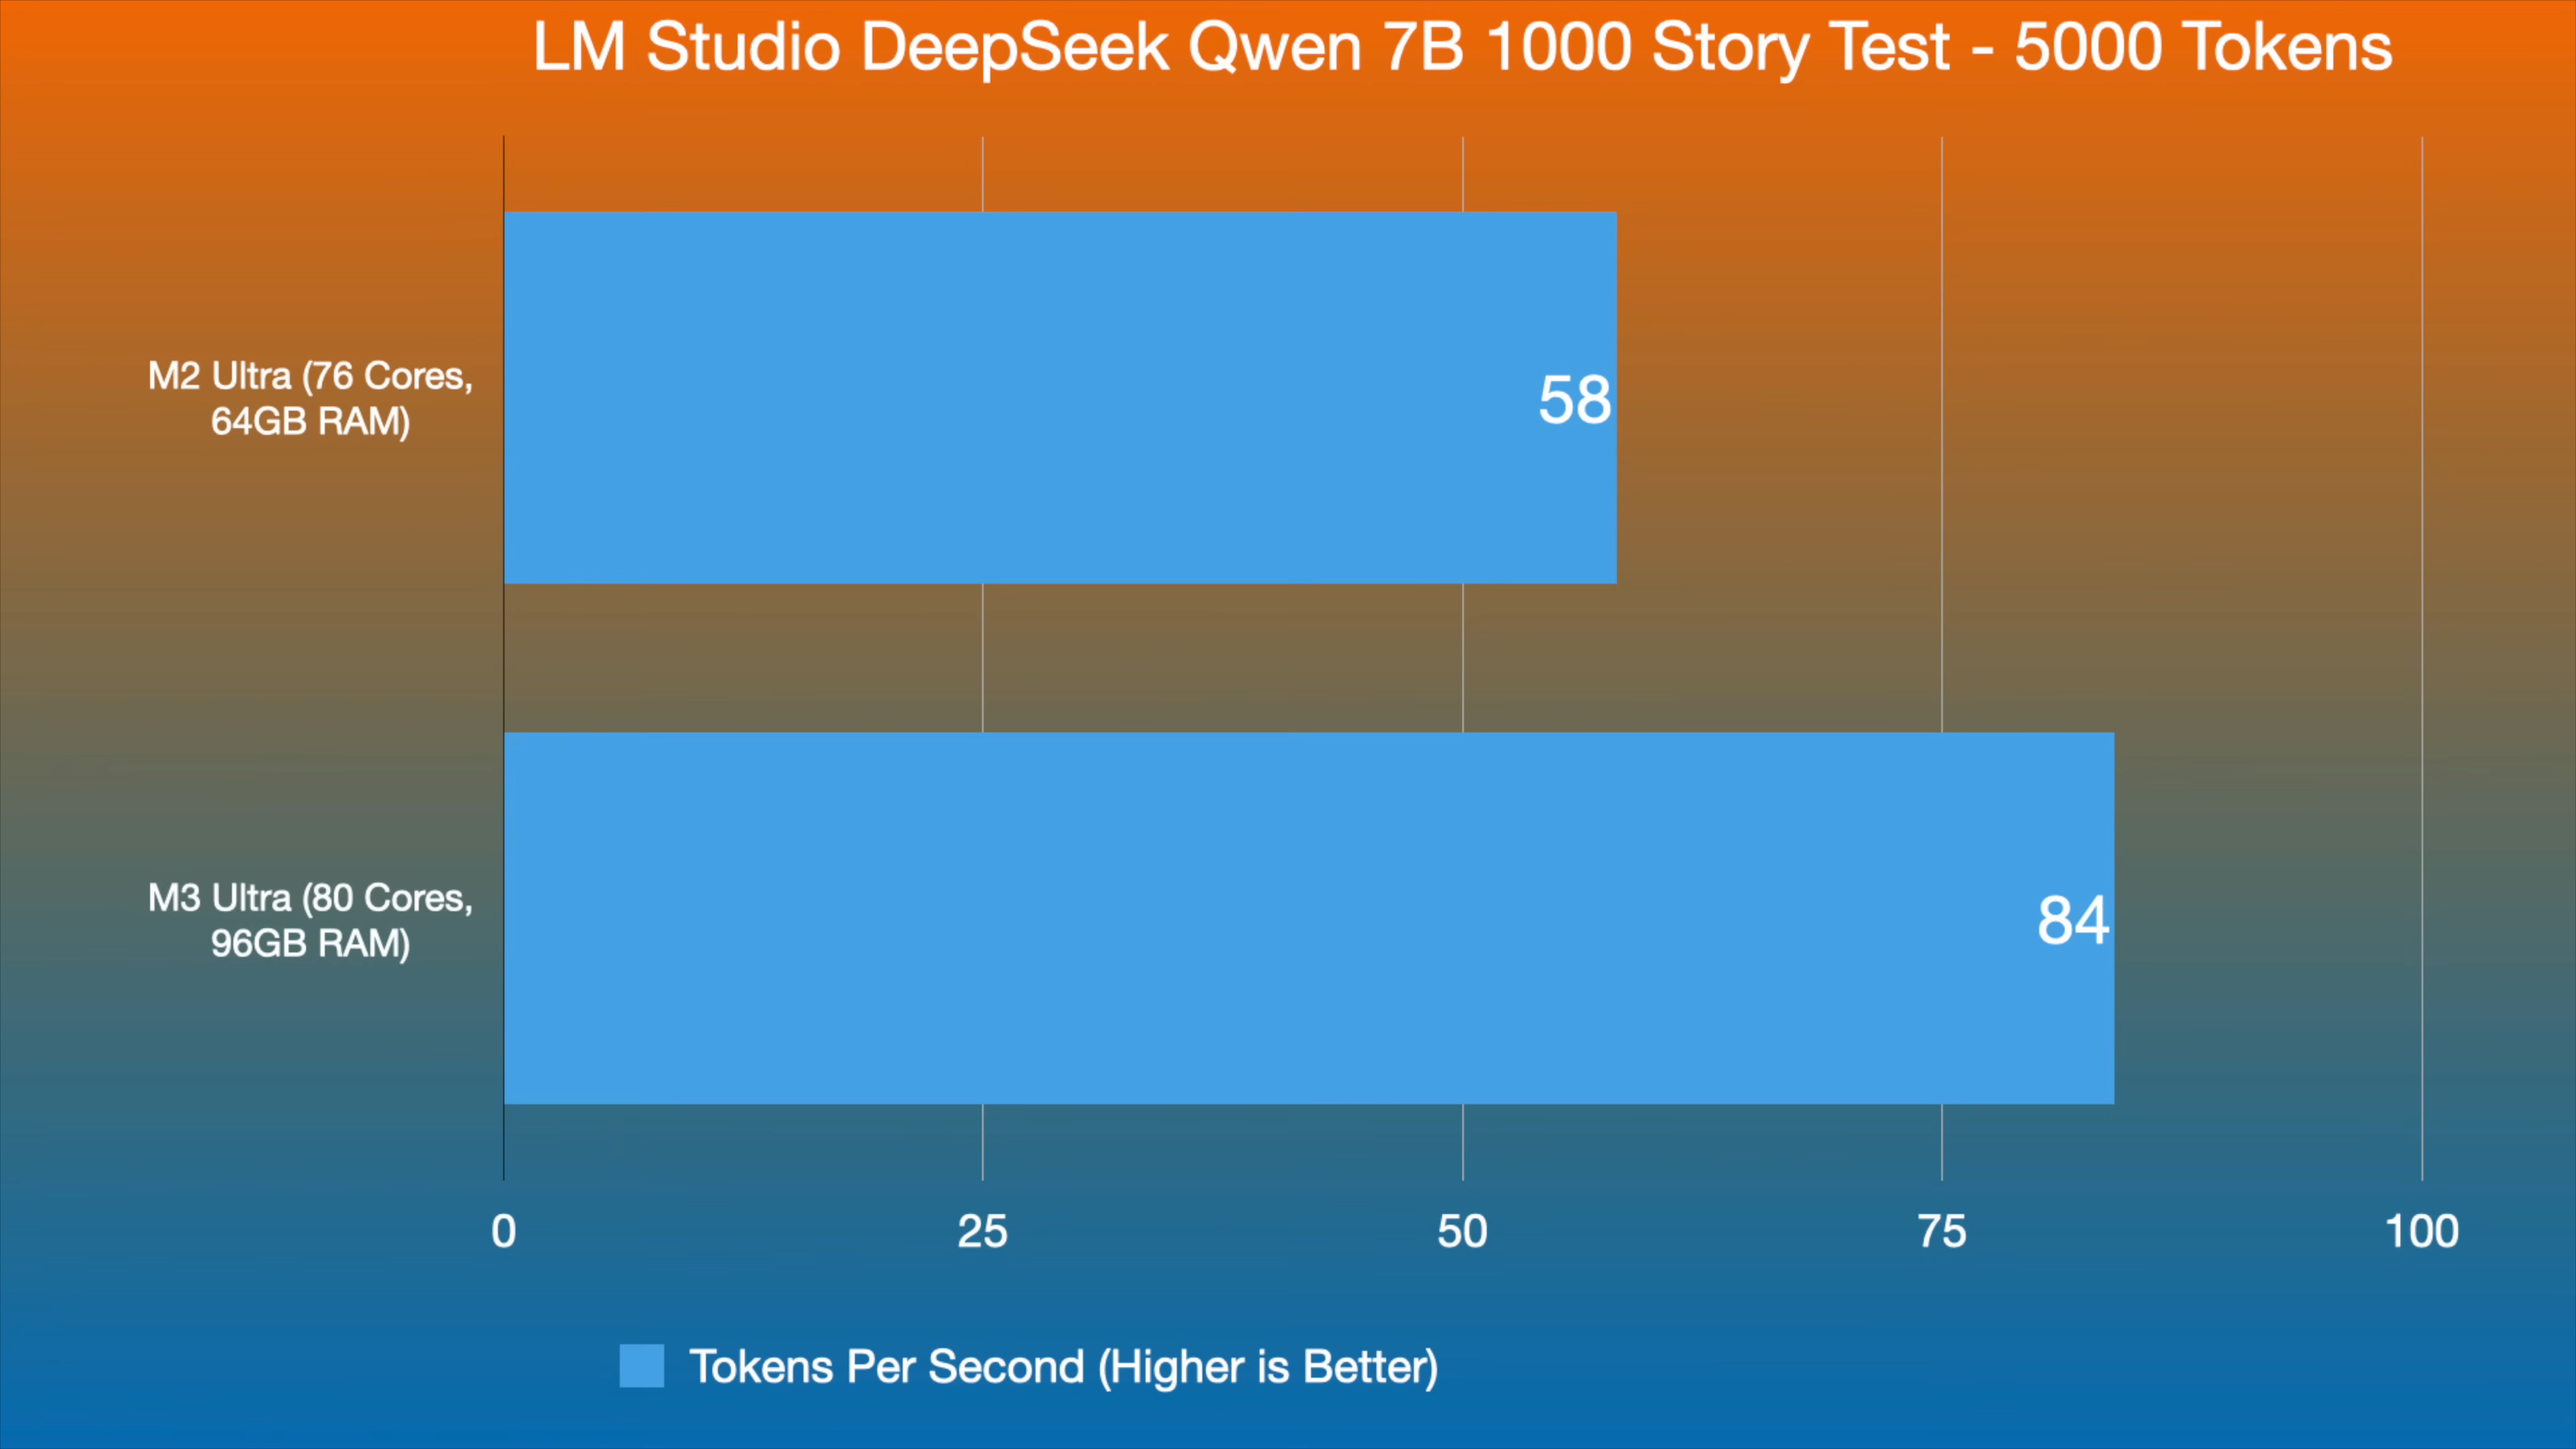 LM Studio DeepSeek Qwen 7B 1000 Story Test - 5000 Tokens
M2 Ultra (76 Cores,
64GB RAM)
58
M3 Ultra (80 Cores,
96GB RAM)
84
0 25 50 75 100
Tokens Per Second (Higher is Better)